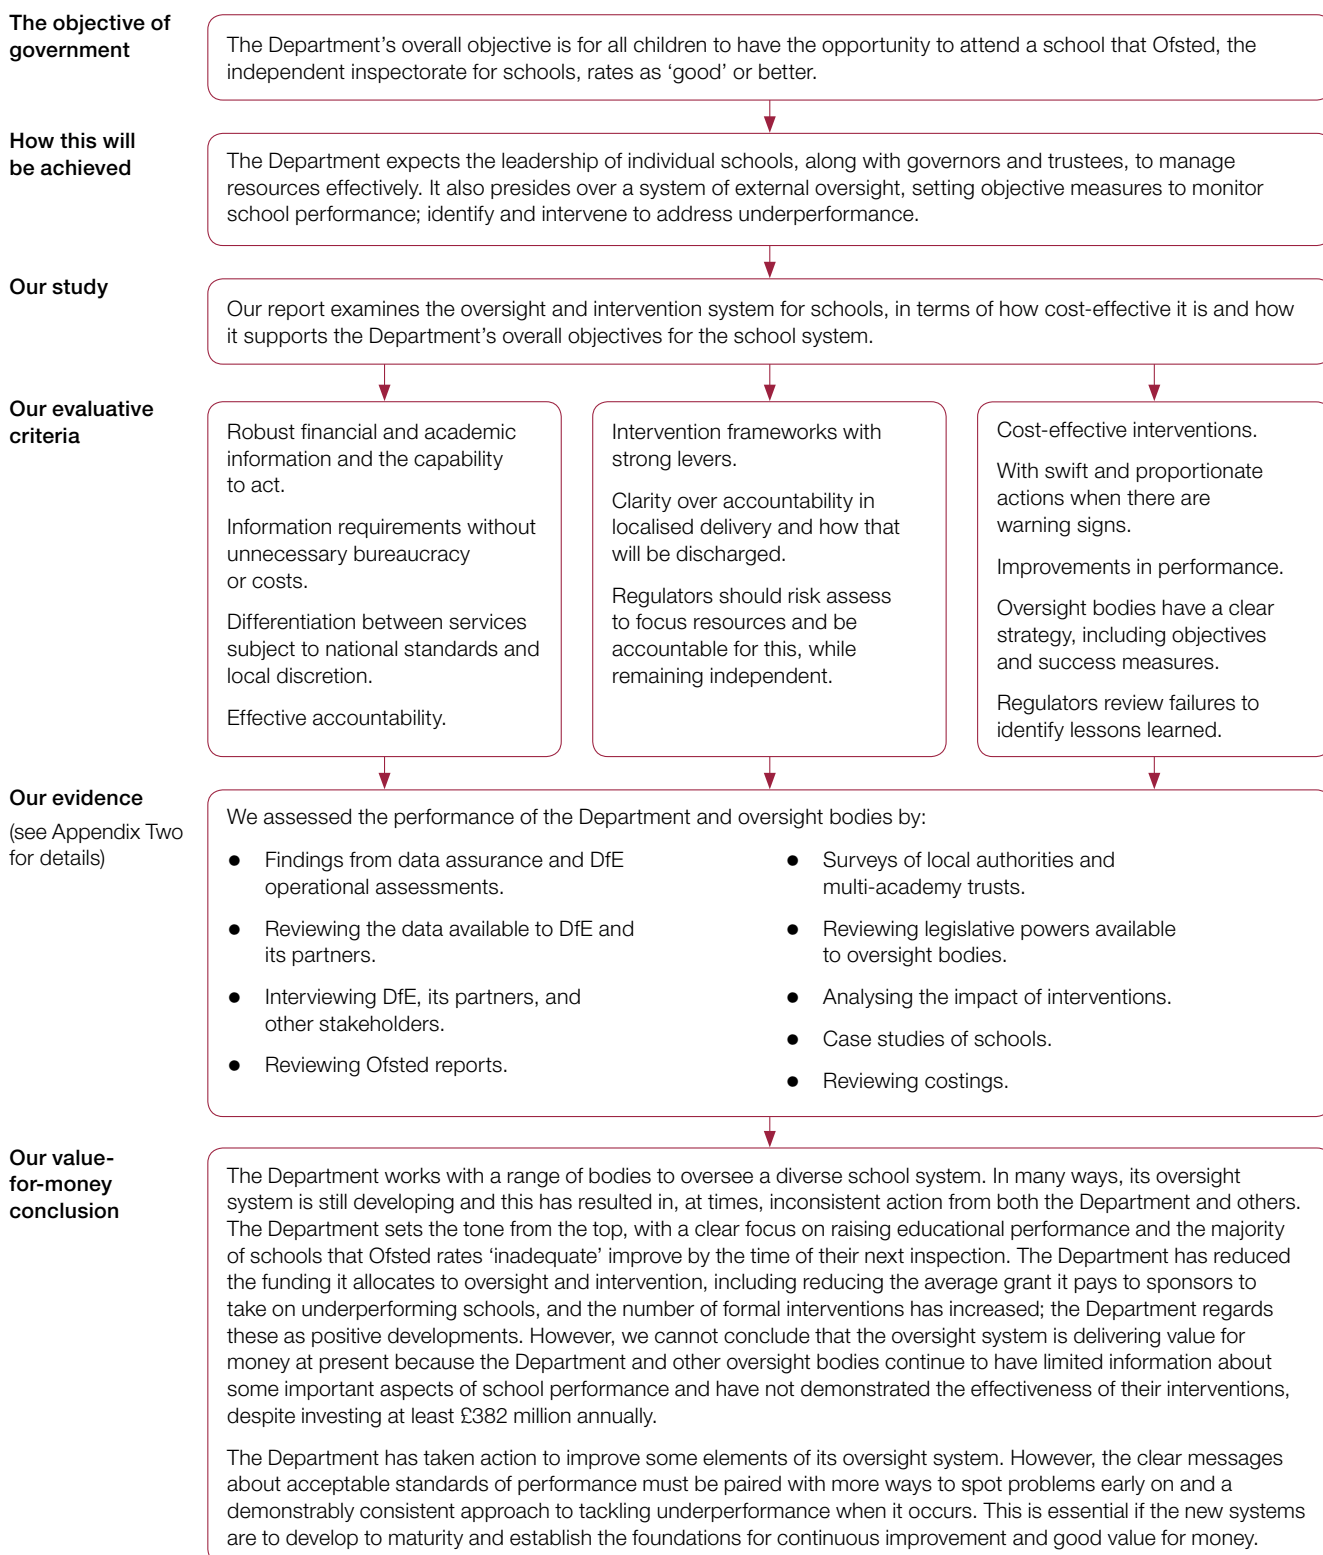 The objective of
government
The Department’s overall objective is for all children to have the opportunity to attend a school that Ofsted, the
independent inspectorate for schools, rates as ‘good’ or better.
How this will
be achieved
The Department expects the leadership of individual schools, along with governors and trustees, to manage
resources effectively. It also presides over a system of external oversight, setting objective measures to monitor
school performance; identify and intervene to address underperformance.
Our study
Our report examines the oversight and intervention system for schools, in terms of how cost-effective it is and how
it supports the Department’s overall objectives for the school system.
Our evaluative
criteria
Robust financial and academic
information and the capability
to act.
Information requirements without
unnecessary bureaucracy
or costs.
Differentiation between services
subject to national standards and
local discretion.
Effective accountability.
Intervention frameworks with
strong levers.
Clarity over accountability in
localised delivery and how that
will be discharged.
Regulators should risk assess
to focus resources and be
accountable for this, while
remaining independent.
Cost-effective interventions.
With swift and proportionate
actions when there are
warning signs.
Improvements in performance.
Oversight bodies have a clear
strategy, including objectives
and success measures.
Regulators review failures to
identify lessons learned.
Our evidence
(see Appendix Two
for details)
We assessed the performance of the Department and oversight bodies by:
● Findings from data assurance and DfE
operational assessments.
● Reviewing the data available to DfE and
its partners.
● Interviewing DfE, its partners, and
other stakeholders.
● Reviewing Ofsted reports.
● Surveys of local authorities and
multi-academy trusts.
● Reviewing legislative powers available
to oversight bodies.
● Analysing the impact of interventions.
● Case studies of schools.
● Reviewing costings.
Our value-
for-money
conclusion
The Department works with a range of bodies to oversee a diverse school system. In many ways, its oversight
system is still developing and this has resulted in, at times, inconsistent action from both the Department and others.
The Department sets the tone from the top, with a clear focus on raising educational performance and the majority
of schools that Ofsted rates ‘inadequate’ improve by the time of their next inspection. The Department has reduced
the funding it allocates to oversight and intervention, including reducing the average grant it pays to sponsors to
take on underperforming schools, and the number of formal interventions has increased; the Department regards
these as positive developments. However, we cannot conclude that the oversight system is delivering value for
money at present because the Department and other oversight bodies continue to have limited information about
some important aspects of school performance and have not demonstrated the effectiveness of their interventions,
despite investing at least £382 million annually.
The Department has taken action to improve some elements of its oversight system. However, the clear messages
about acceptable standards of performance must be paired with more ways to spot problems early on and a
demonstrably consistent approach to tackling underperformance when it occurs. This is essential if the new systems
are to develop to maturity and establish the foundations for continuous improvement and good value for money.